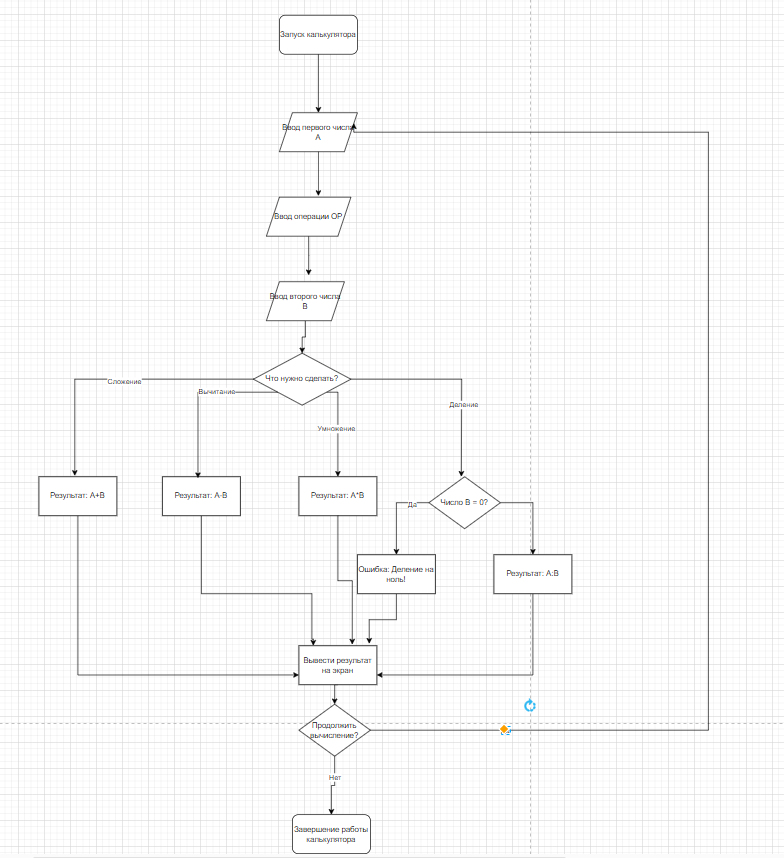 Запуск калькулятора
Ввод первого числа
А
Ввод операции ОР
Ввод второго числа
В
Что нужно сделать?
Сложение
Вычитание
Умножение
Деление
Результат: А+В
Результат: А-В
Результат: А*В
Число В = 0?
Да
Ошибка: Деление на
ноль!
Результат: А:В
Вывести результат
на экран
Продолжить
вычисление?
Нет
Завершение работы
калькулятора